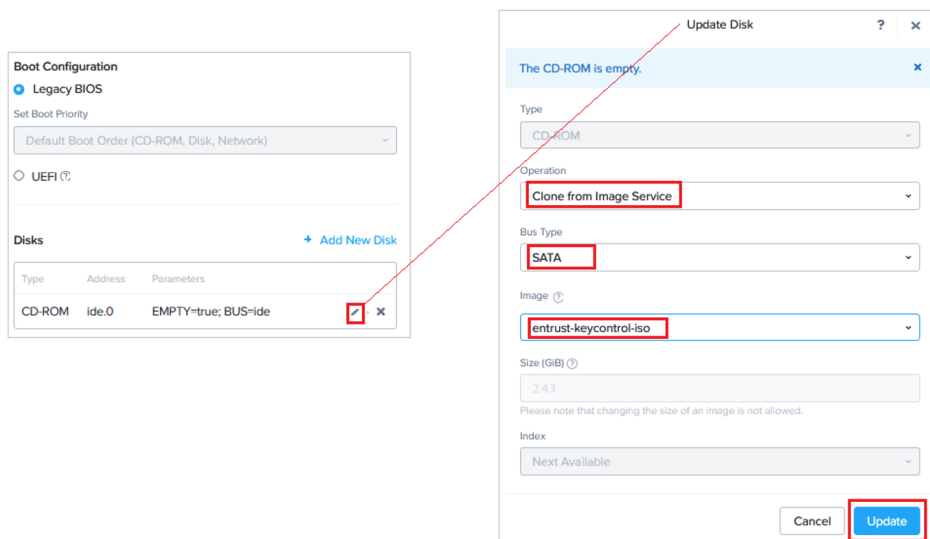 Boot Configuration
Legacy BIOS
Set Boot Priority
Default Boot Order (CD-ROM, Disk, Network)
UEFI ?
Disks
+ Add New Disk
Type Address Parameters
CD-ROM ide.0 EMPTY=true; BUS=ide
Update Disk
?
The CD-ROM is empty.
Type
CD-ROM
Operation
Clone from Image Service
Bus Type
SATA
Image ?
entrust-keycontrol-iso
Size (GiB) ?
2.43
Please note that changing the size of an image is not allowed.
Index
Next Available
Cancel Update